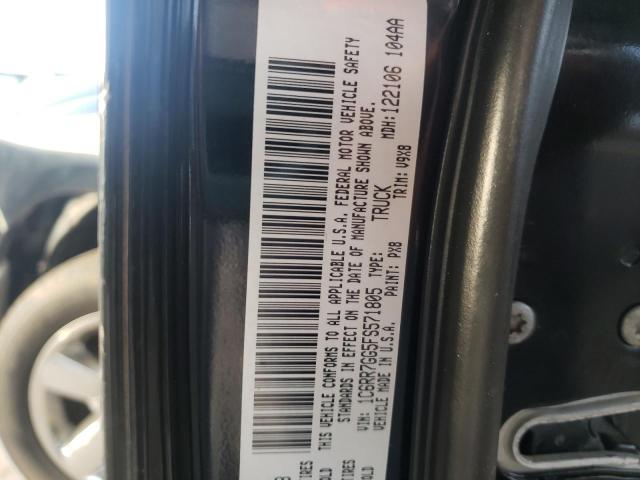 THIS VEHICLE CONFORMS TO ALL APPLICABLE U.S.A. FEDERAL MOTOR VEHICLE SAFETY
STANDARDS IN EFFECT ON THE DATE OF MANUFACTURE SHOWN ABOVE.
VIN: 1C6RR7GG5FS571805 TYPE: TRUCK MDH: 122106 104AA
VEHICLE MADE IN U.S.A. PAINT: PX8 TRIM: V9X8